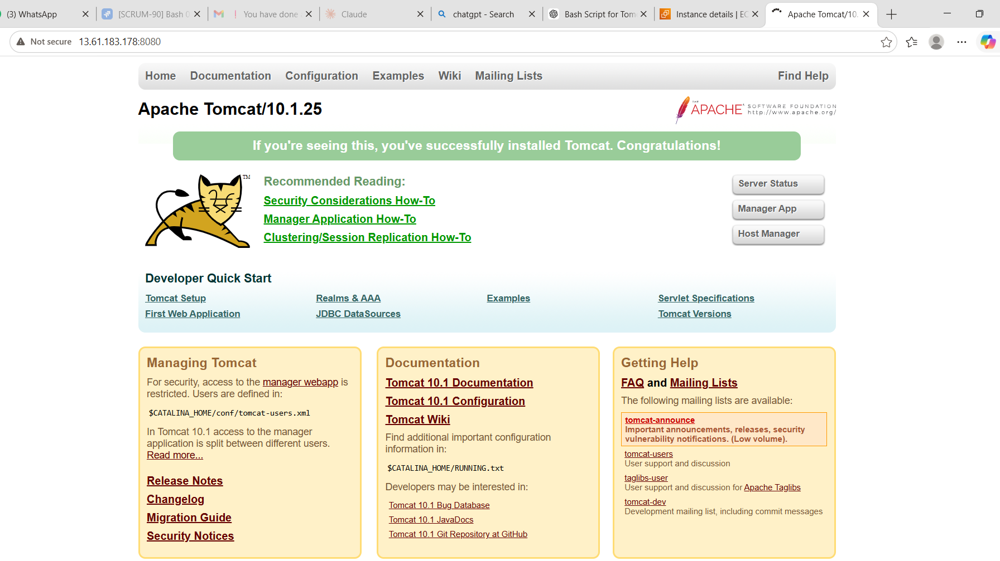 (3) WhatsApp
[SCRUM-90] Bash 0
You have done
Claude
chatgpt - Search
Bash Script for Tom
Instance details | EC
Apache Tomcat/10.
Not secure 13.61.183.178:8080
Home Documentation Configuration Examples Wiki Mailing Lists Find Help
Apache Tomcat/10.1.25
THE APACHE SOFTWARE FOUNDATION
http://www.apache.org/
If you're seeing this, you've successfully installed Tomcat. Congratulations!
TM
Recommended Reading:
Security Considerations How-To
Manager Application How-To
Clustering/Session Replication How-To
Server Status
Manager App
Host Manager
Developer Quick Start
Tomcat Setup
First Web Application
Realms & AAA
JDBC DataSources
Examples
Servlet Specifications
Tomcat Versions
Managing Tomcat
For security, access to the manager webapp is
restricted. Users are defined in:
$CATALINA_HOME/conf/tomcat-users.xml
In Tomcat 10.1 access to the manager
application is split between different users.
Read more...
Release Notes
Changelog
Migration Guide
Security Notices
Documentation
Tomcat 10.1 Documentation
Tomcat 10.1 Configuration
Tomcat Wiki
Find additional important configuration
information in:
$CATALINA_HOME/RUNNING.txt
Developers may be interested in:
Tomcat 10.1 Bug Database
Tomcat 10.1 JavaDocs
Tomcat 10.1 Git Repository at GitHub
Getting Help
FAQ and Mailing Lists
The following mailing lists are available:
tomcat-announce
Important announcements, releases, security
vulnerability notifications. (Low volume).
tomcat-users
User support and discussion
taglibs-user
User support and discussion for Apache Taglibs
tomcat-dev
Development mailing list, including commit messages